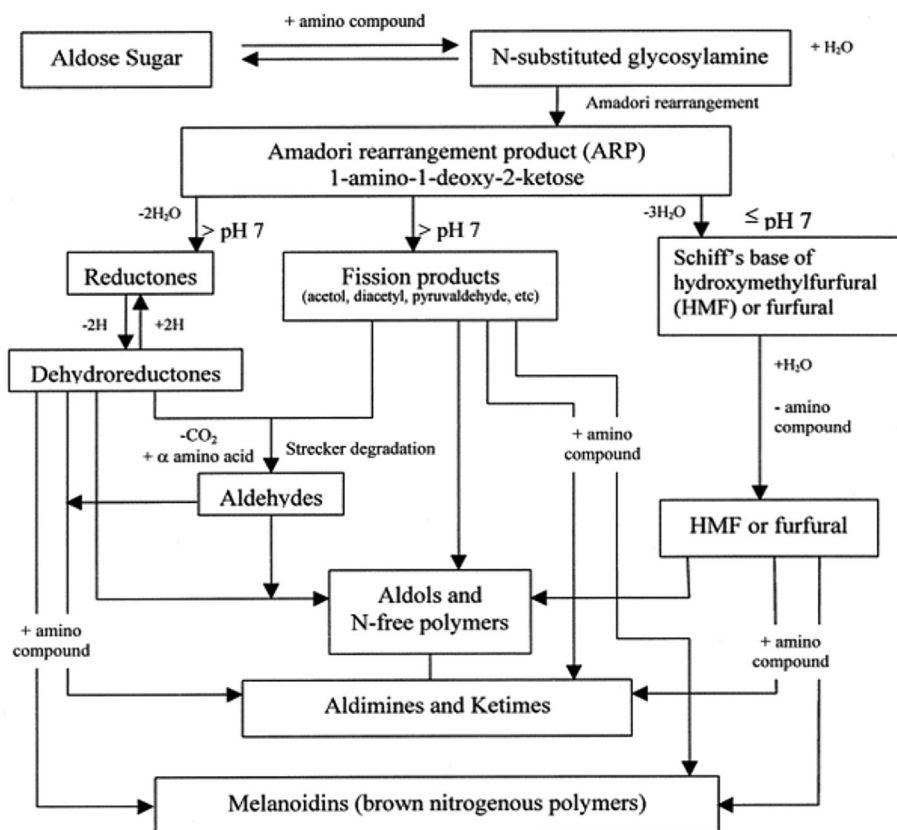 + amino compound
Aldose Sugar
N-substituted glycosylamine
+ H₂O
Amadori rearrangement
Amadori rearrangement product (ARP)
1-amino-1-deoxy-2-ketose
-2H₂O
> pH 7
> pH 7
-3H₂O
≤ pH 7
Reductones
Fission products
(acetol, diacetyl, pyruvaldehyde, etc)
Schiff's base of
hydroxymethylfurfural
(HMF) or furfural
-2H
+2H
Dehydroreductones
+H₂O
- amino
compound
-CO₂
+ α amino acid
Strecker degradation
+ amino
compound
Aldehydes
HMF or furfural
Aldols and
N-free polymers
+ amino
compound
+ amino
compound
Aldimines and Ketimes
Melanoidins (brown nitrogenous polymers)